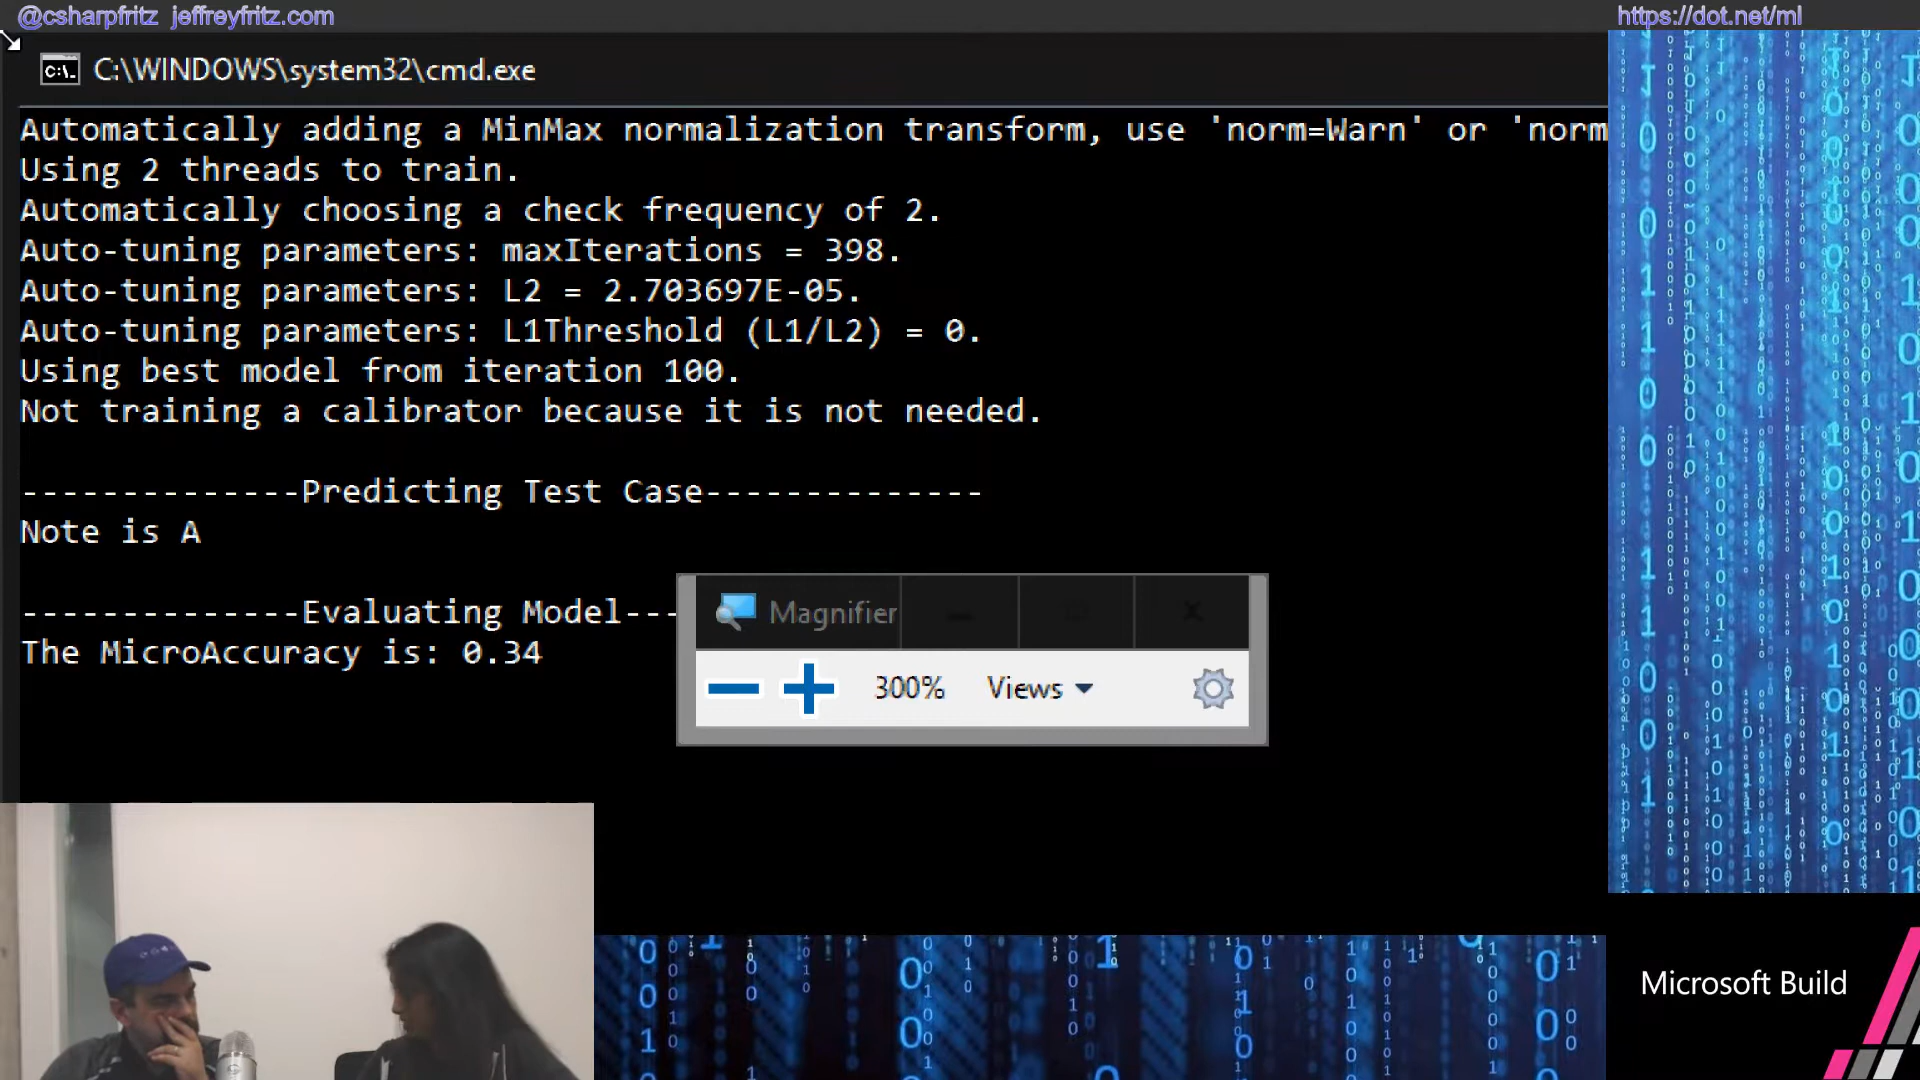 @csharpfritz jeffreyfritz.com
https://dot.net/ml
C:\WINDOWS\system32\cmd.exe
Automatically adding a MinMax normalization transform, use 'norm=Warn' or 'norm
Using 2 threads to train.
Automatically choosing a check frequency of 2.
Auto-tuning parameters: maxIterations = 398.
Auto-tuning parameters: L2 = 2.703697E-05.
Auto-tuning parameters: L1Threshold (L1/L2) = 0.
Using best model from iteration 100.
Not training a calibrator because it is not needed.
--------------Predicting Test Case--------------
Note is A
--------------Evaluating Model---
The MicroAccuracy is: 0.34
Magnifier
300% Views
Microsoft Build